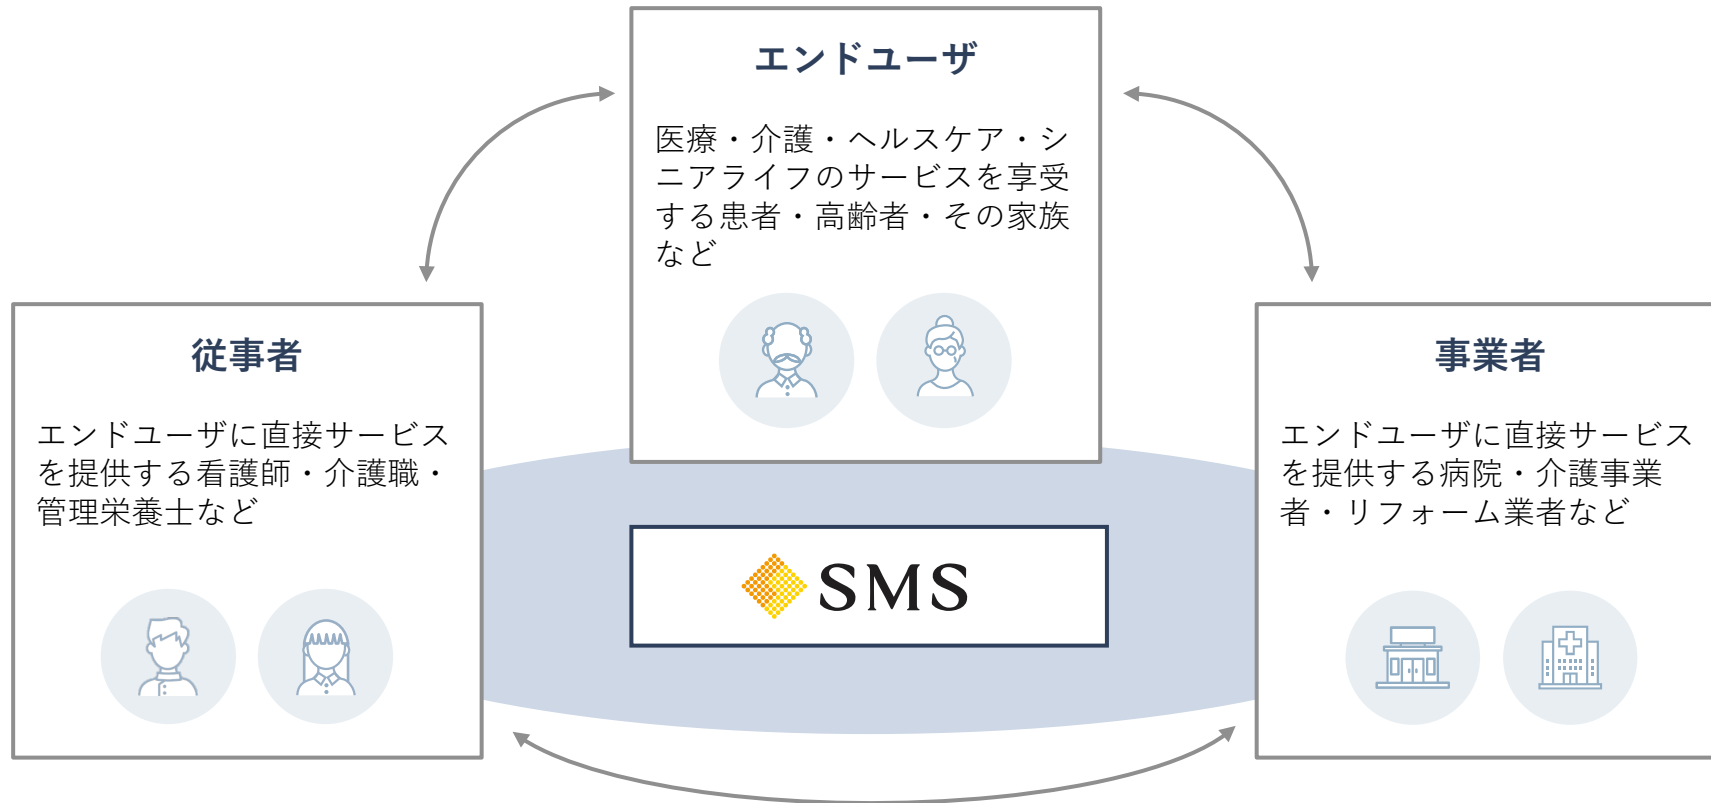 エンドユーザ
医療・介護・ヘルスケア・シ
ニアライフのサービスを享受
する患者・高齢者・その家族
など
従事者
エンドユーザに直接サービス
を提供する看護師・介護職・
管理栄養士など
事業者
エンドユーザに直接サービス
を提供する病院・介護事業
者・リフォーム業者など
SMS